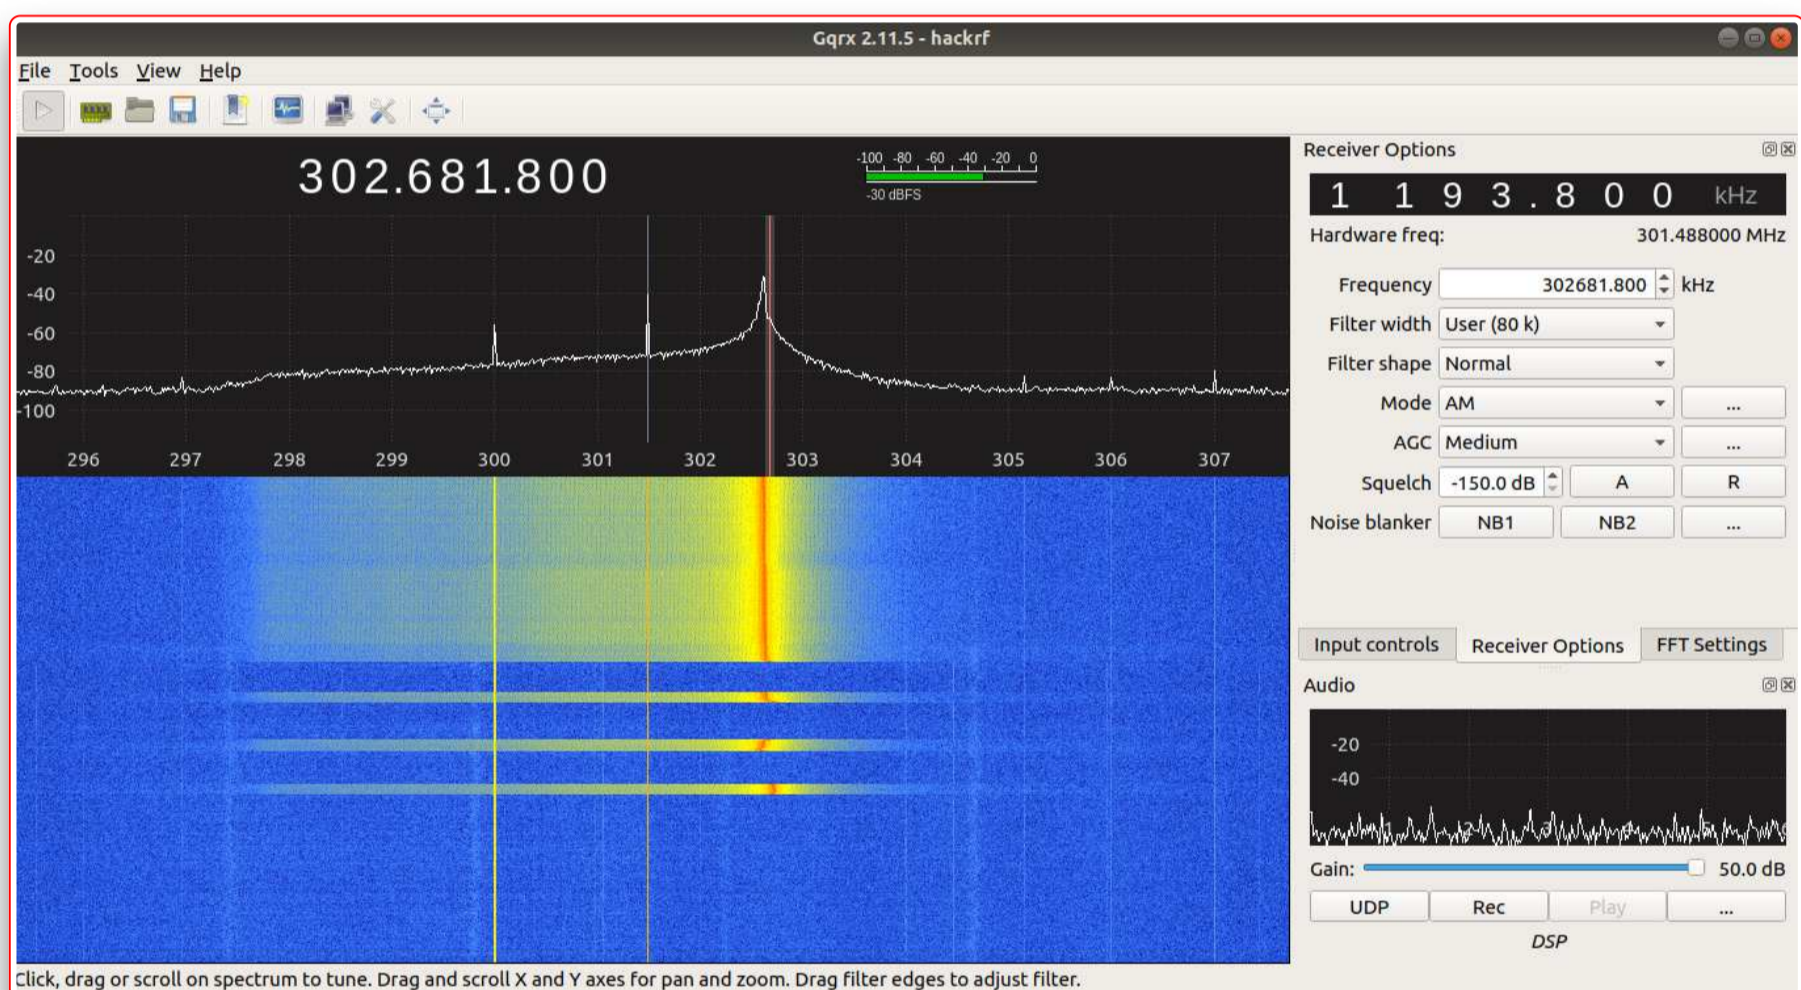 Gqrx 2.11.5 - hackrf
File Tools View Help
302.681.800
-100 -80 -60 -40 -20 0
-30 dBFS
-20
-40
-60
-80
-100
296 297 298 299 300 301 302 303 304 305 306 307
Receiver Options
1 193.800 kHz
Hardware freq: 301.488000 MHz
Frequency 302681.800 kHz
Filter width User (80 k)
Filter shape Normal
Mode AM ...
AGC Medium ...
Squelch -150.0 dB A R
Noise blanker NB1 NB2 ...
Input controls Receiver Options FFT Settings
Audio
-20
-40
Gain: 50.0 dB
UDP Rec Play ...
DSP
Click, drag or scroll on spectrum to tune. Drag and scroll X and Y axes for pan and zoom. Drag filter edges to adjust filter.